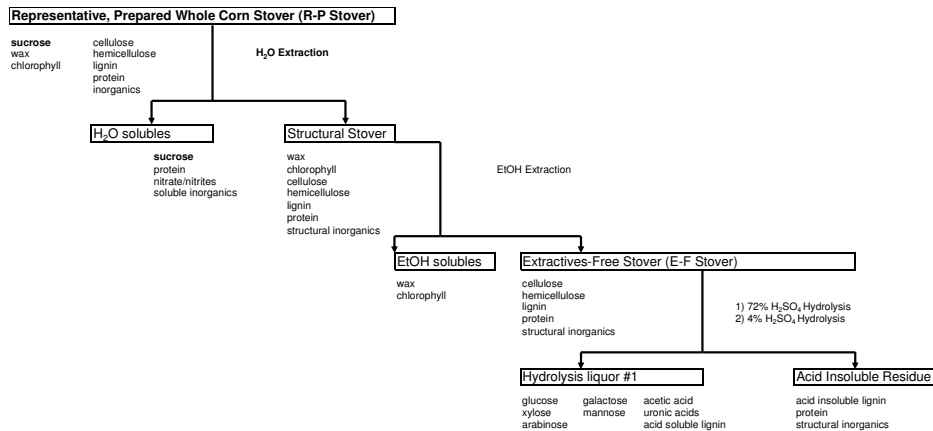 Representative, Prepared Whole Corn Stover (R-P Stover)
sucrose
wax
chlorophyll
cellulose
hemicellulose
lignin
protein
inorganics
H2O Extraction
H2O solubles
Structural Stover
sucrose
protein
nitrate/nitrites
soluble inorganics
wax
chlorophyll
cellulose
hemicellulose
lignin
protein
structural inorganics
EtOH Extraction
EtOH solubles
Extractives-Free Stover (E-F Stover)
wax
chlorophyll
cellulose
hemicellulose
lignin
protein
structural inorganics
1) 72% H2SO4 Hydrolysis
2) 4% H2SO4 Hydrolysis
Hydrolysis liquor #1
Acid Insoluble Residue
glucose
xylose
arabinose
galactose
mannose
acetic acid
uronic acids
acid soluble lignin
acid insoluble lignin
protein
structural inorganics